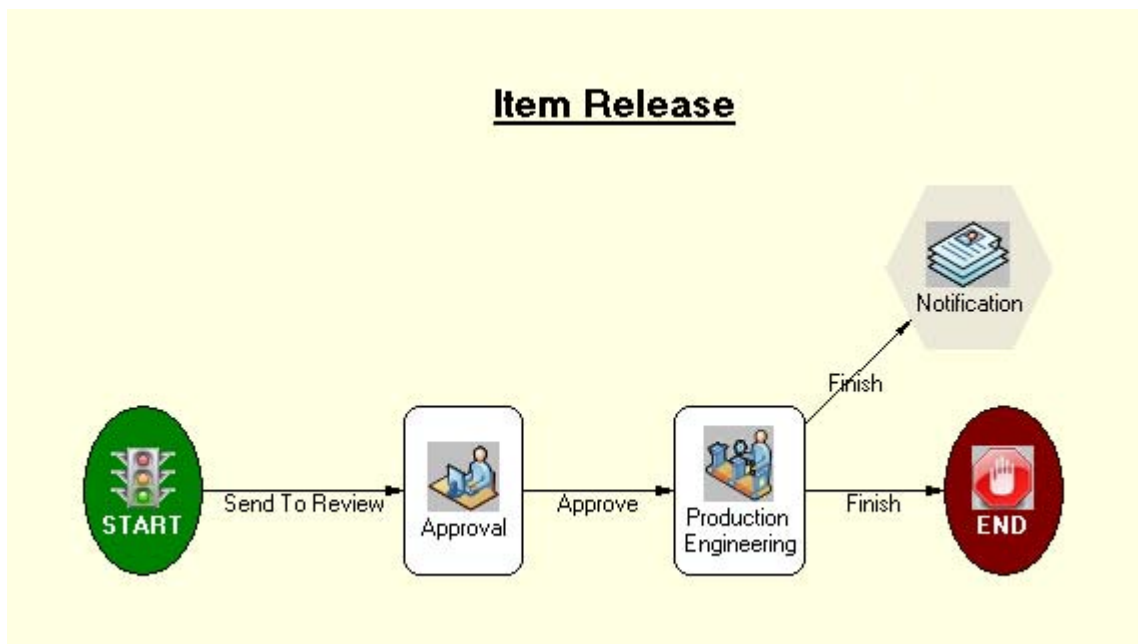 Item Release
Notification
Finish
START
Send To Review
Approval
Approve
Production
Engineering
Finish
END